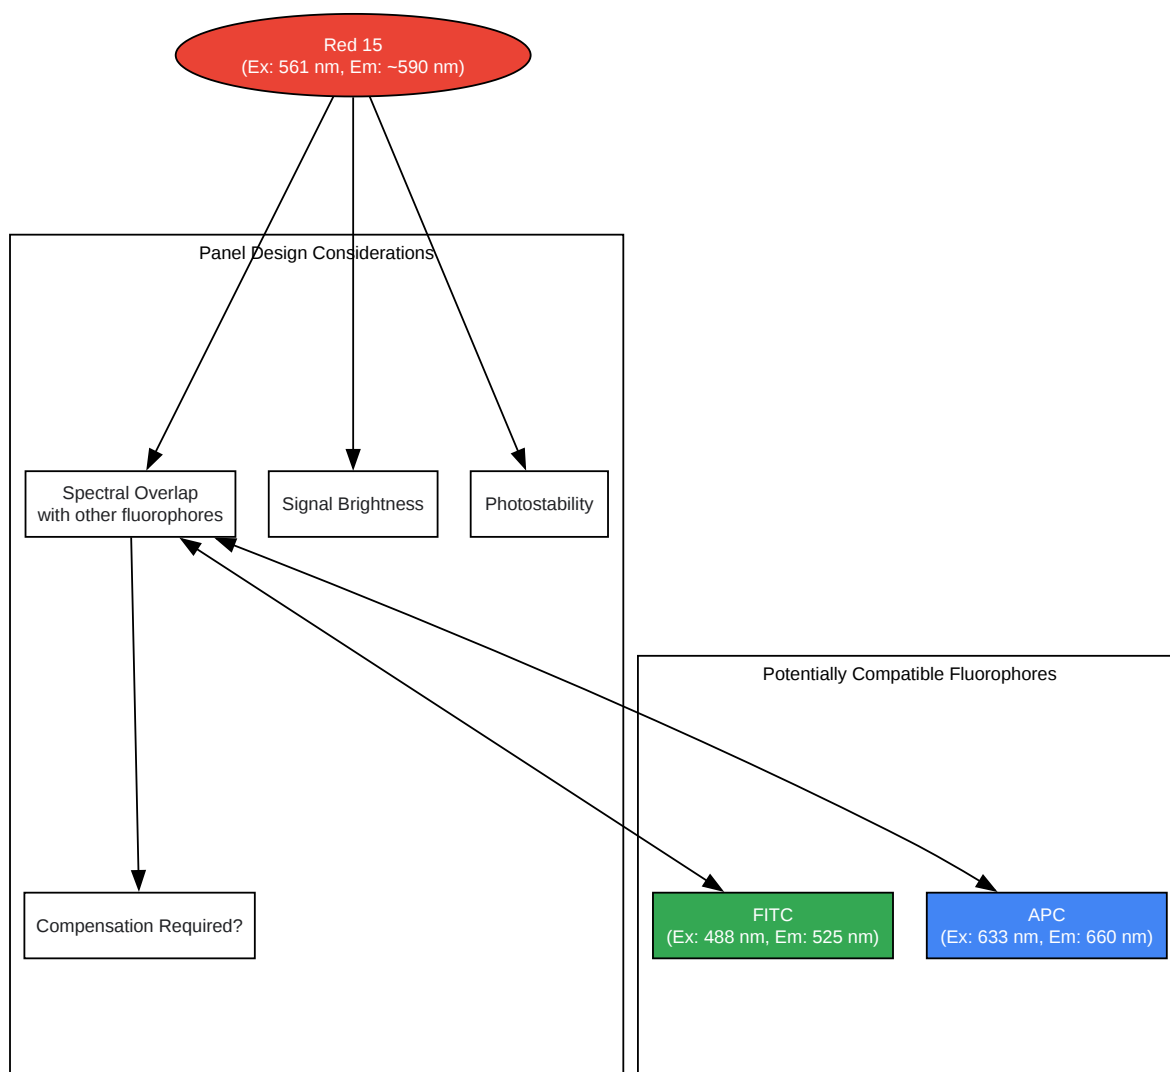 Red 15
(Ex: 561 nm, Em: ~590 nm)
Panel Design Considerations
Spectral Overlap
with other fluorophores
Signal Brightness
Photostability
Potentially Compatible Fluorophores
Compensation Required?
FITC
(Ex: 488 nm, Em: 525 nm)
APC
(Ex: 633 nm, Em: 660 nm)